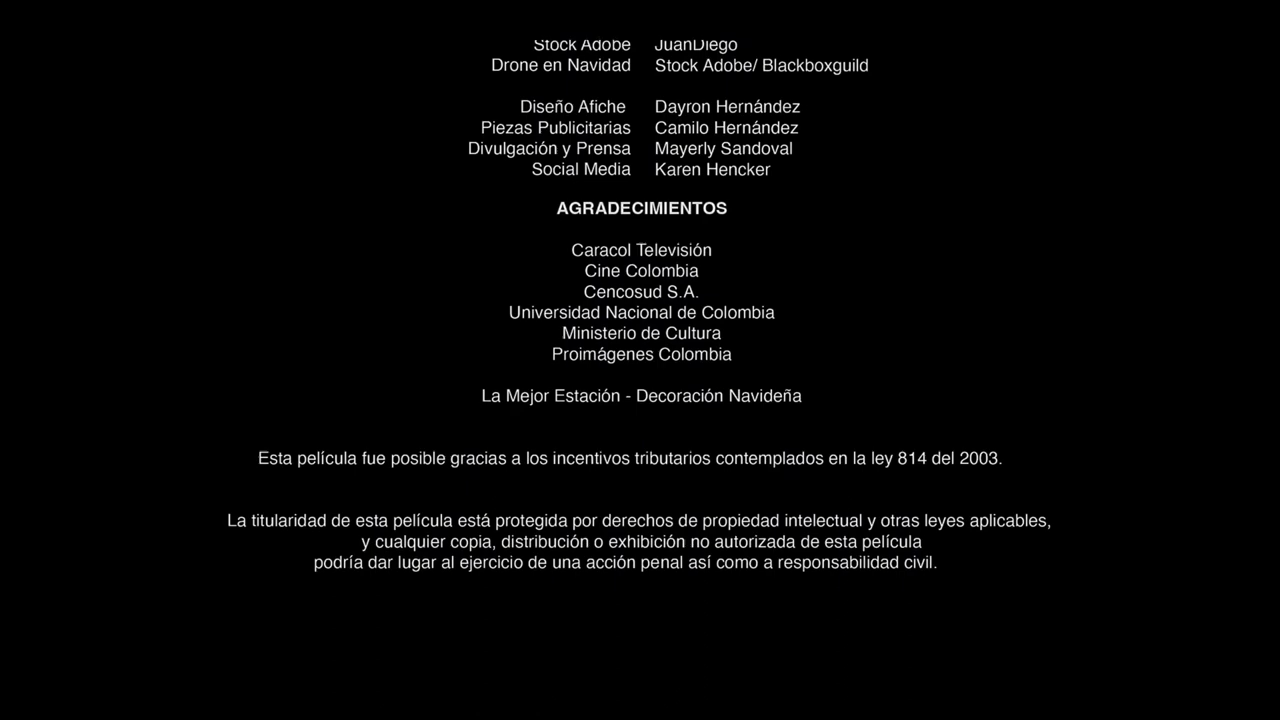 Stock Adobe JuanDiego
Drone en Navidad Stock Adobe/ Blackboxguild
Diseño Afiche Dayron Hernández
Piezas Publicitarias Camilo Hernández
Divulgación y Prensa Mayerly Sandoval
Social Media Karen Hencker
AGRADECIMIENTOS
Caracol Televisión
Cine Colombia
Cencosud S.A.
Universidad Nacional de Colombia
Ministerio de Cultura
Proimágenes Colombia
La Mejor Estación - Decoración Navideña
Esta película fue posible gracias a los incentivos tributarios contemplados en la ley 814 del 2003.
La titularidad de esta película está protegida por derechos de propiedad intelectual y otras leyes aplicables,
y cualquier copia, distribución o exhibición no autorizada de esta película
podría dar lugar al ejercicio de una acción penal así como a responsabilidad civil.